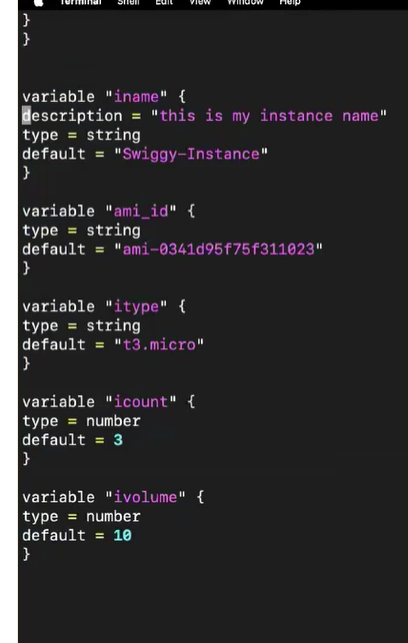 Terminal Shell Edit View Window Help
}
}
variable "iname" {
description = "this is my instance name"
type = string
default = "Swiggy-Instance"
}
variable "ami_id" {
type = string
default = "ami-0341d95f75f311023"
}
variable "itype" {
type = string
default = "t3.micro"
}
variable "icount" {
type = number
default = 3
}
variable "ivolume" {
type = number
default = 10
}